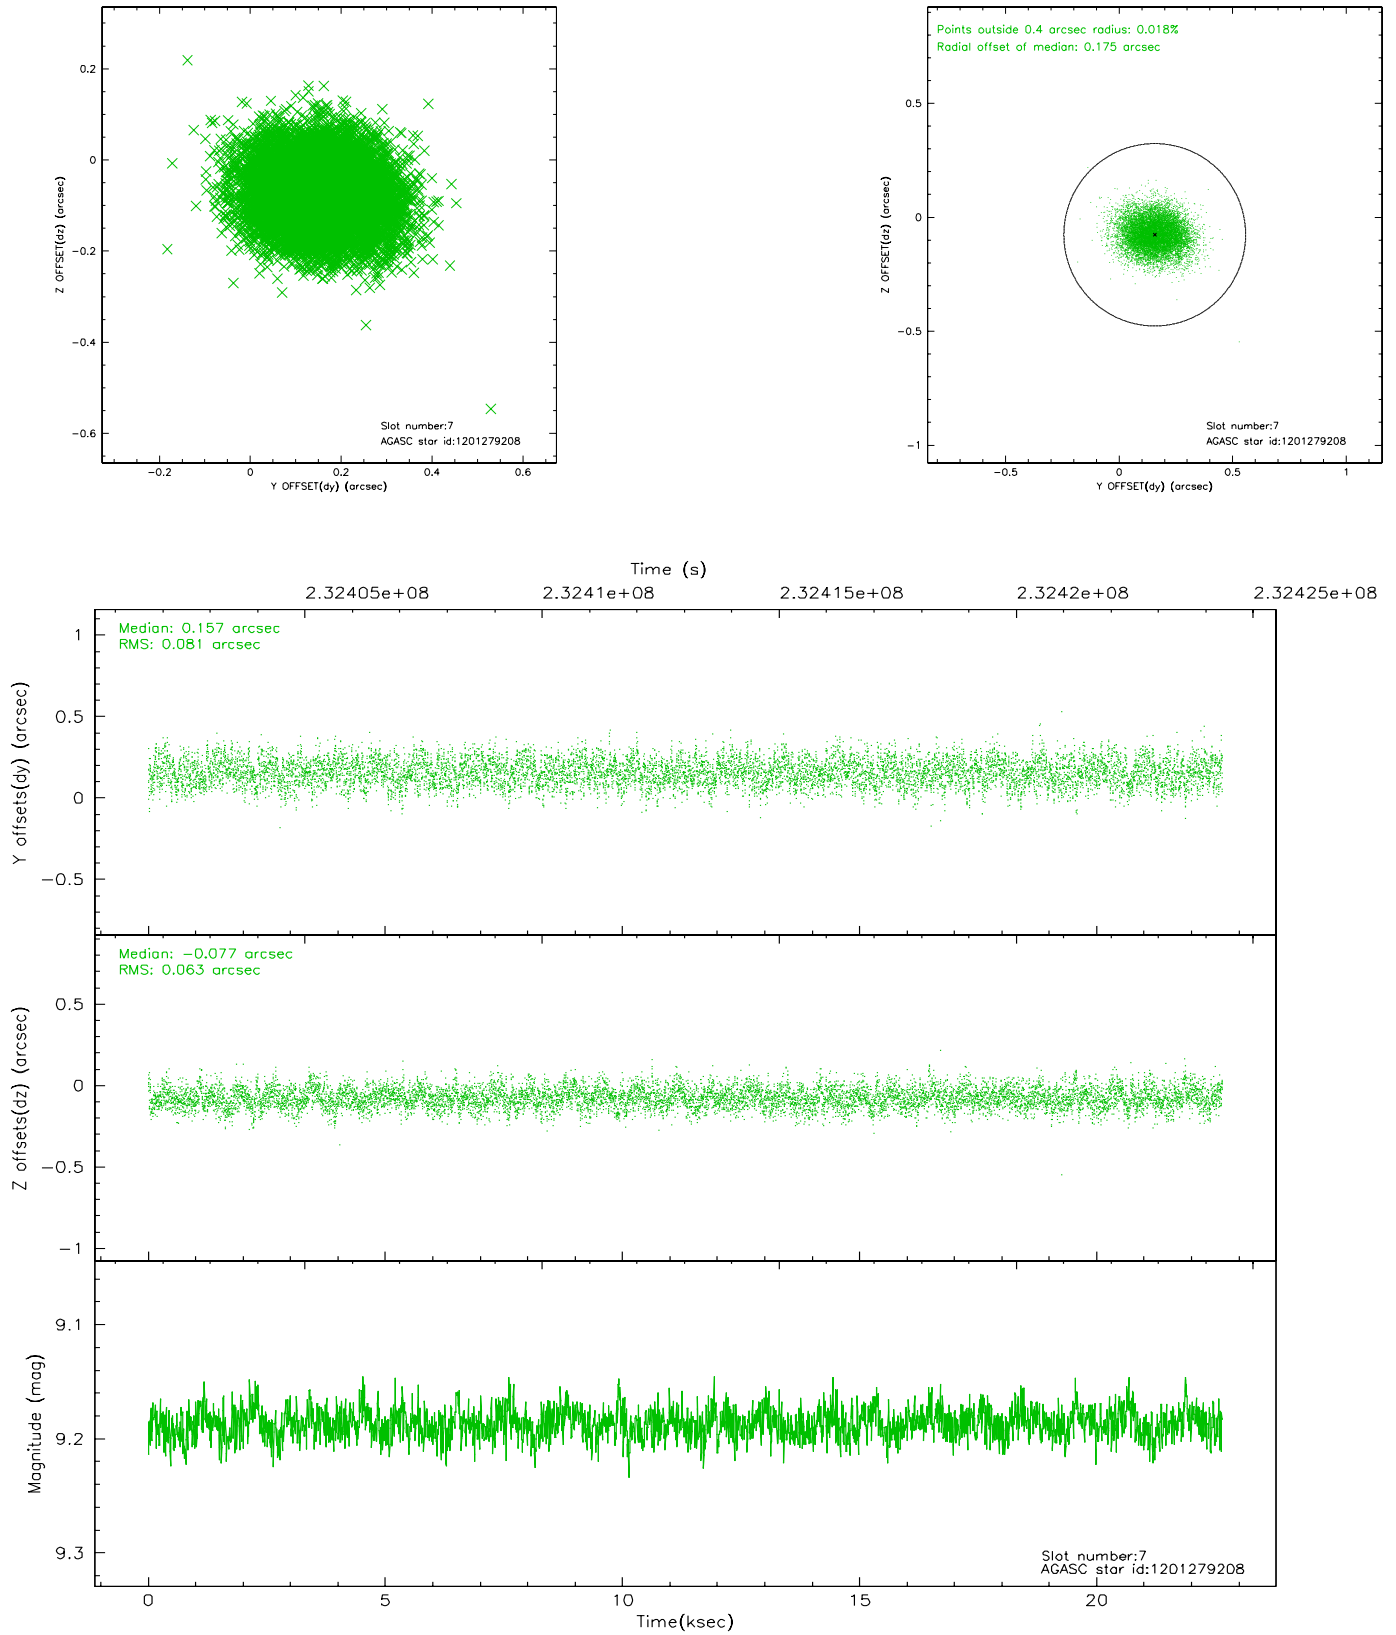 0.2
0
−0.2
−0.4
−0.6
Z OFFSET(dz) (arcsec)
Slot number:7
AGASC star id:1201279208
−0.2 0 0.2 0.4 0.6
Y OFFSET(dy) (arcsec)
Points outside 0.4 arcsec radius: 0.018%
Radial offset of median: 0.175 arcsec
0.5
0
−0.5
−1
Z OFFSET(dz) (arcsec)
Slot number:7
AGASC star id:1201279208
−0.5 0 0.5 1
Y OFFSET(dy) (arcsec)
Time (s)
2.32405e+08 2.3241e+08 2.32415e+08 2.3242e+08 2.32425e+08
Median: 0.157 arcsec
RMS: 0.081 arcsec
1
0.5
0
−0.5
Y offsets(dy) (arcsec)
Median: −0.077 arcsec
RMS: 0.063 arcsec
0.5
0
−0.5
−1
Z offsets(dz) (arcsec)
9.1
9.2
9.3
Magnitude (mag)
Slot number:7
AGASC star id:1201279208
0 5 10 15 20
Time(ksec)